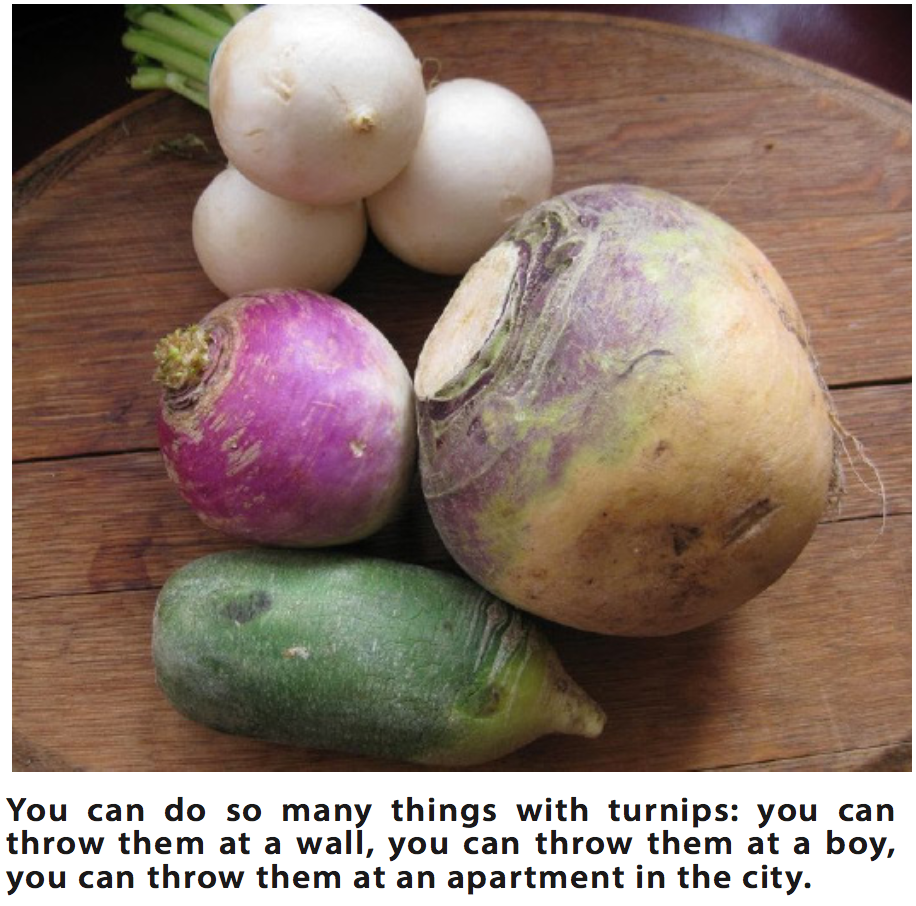 You can do so many things with turnips: you can
throw them at a wall, you can throw them at a boy,
you can throw them at an apartment in the city.